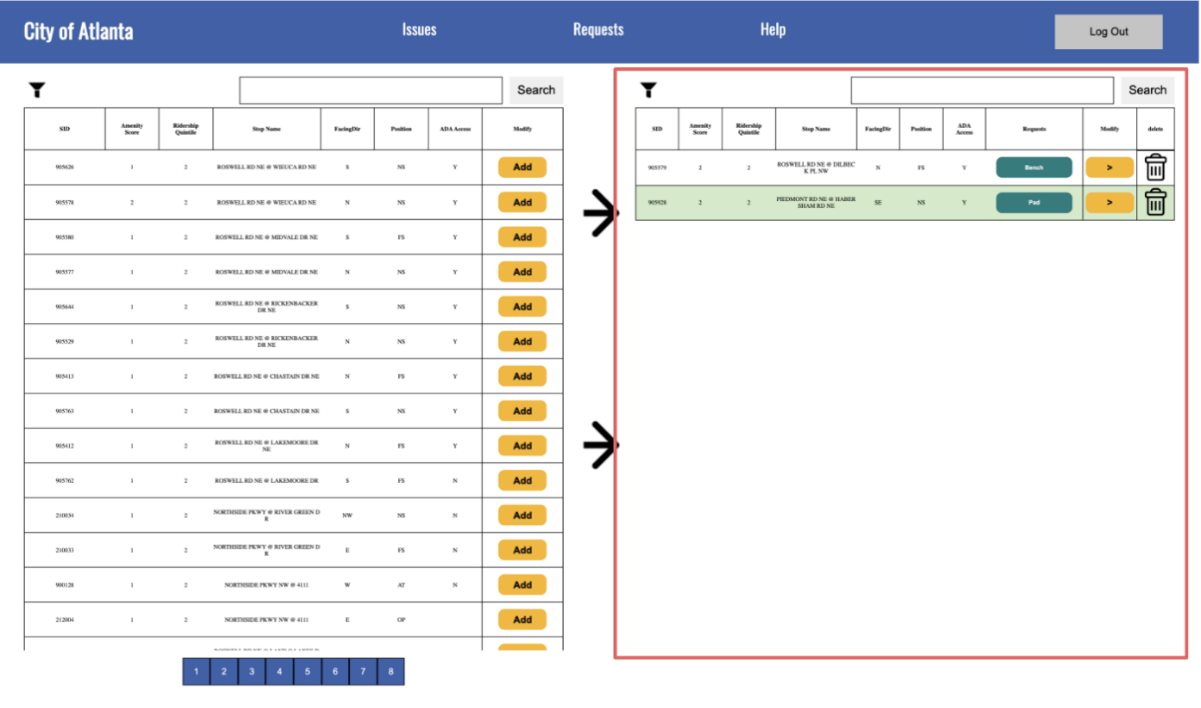 City of Atlanta Issues Requests Help Log Out
Search
SID Amenity Score Ridership Quintile Stop Name FacingDir Position ADA Access Modify
905626 1 2 ROSWELL RD NE @ WIEUCA RD NE S NS Y Add
905578 2 2 ROSWELL RD NE @ WIEUCA RD NE N NS Y Add
905580 1 2 ROSWELL RD NE @ MIDVALE DR NE S FS Y Add
905577 1 2 ROSWELL RD NE @ MIDVALE DR NE N NS Y Add
905644 1 2 ROSWELL RD NE @ RICKENBACKER DR NE S NS Y Add
905529 1 2 ROSWELL RD NE @ RICKENBACKER DR NE N NS Y Add
905413 1 2 ROSWELL RD NE @ CHASTAIN DR NE N FS Y Add
905763 1 2 ROSWELL RD NE @ CHASTAIN DR NE S NS Y Add
905412 1 2 ROSWELL RD NE @ LAKEMOORE DR NE N FS Y Add
905762 1 2 ROSWELL RD NE @ LAKEMOORE DR S FS N Add
210034 1 2 NORTHSIDE PKWY @ RIVER GREEN D R NW NS N Add
210033 1 2 NORTHSIDE PKWY @ RIVER GREEN D R E FS N Add
900128 1 2 NORTHSIDE PKWY NW @ 4111 W AT N Add
212004 1 2 NORTHSIDE PKWY NW @ 4111 E OP Add
1 2 3 4 5 6 7 8
Search
SID Amenity Score Ridership Quintile Stop Name FacingDir Position ADA Access Requests Modify delete
905379 2 2 ROSWELL RD NE @ DILBEC K PL NW N FS Y Bench >
905928 2 2 PIEDMONT RD NE @ HABER SHAM RD NE SE NS Y Pad >